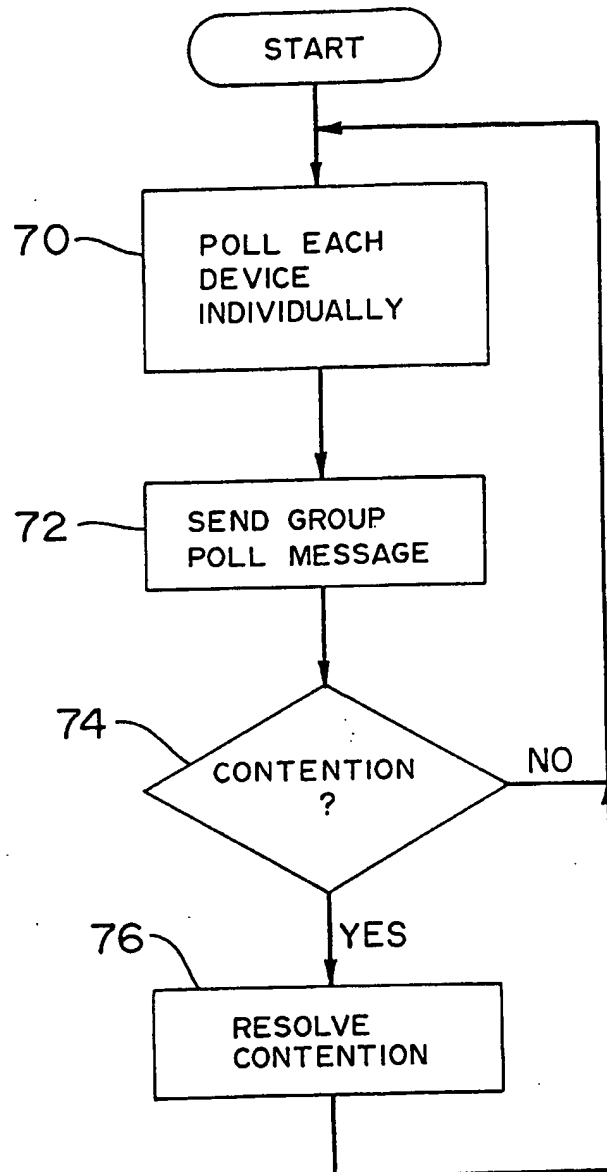 START
70
POLL EACH
DEVICE
INDIVIDUALLY
72
SEND GROUP
POLL MESSAGE
74
CONTENTION
?
NO
YES
76
RESOLVE
CONTENTION